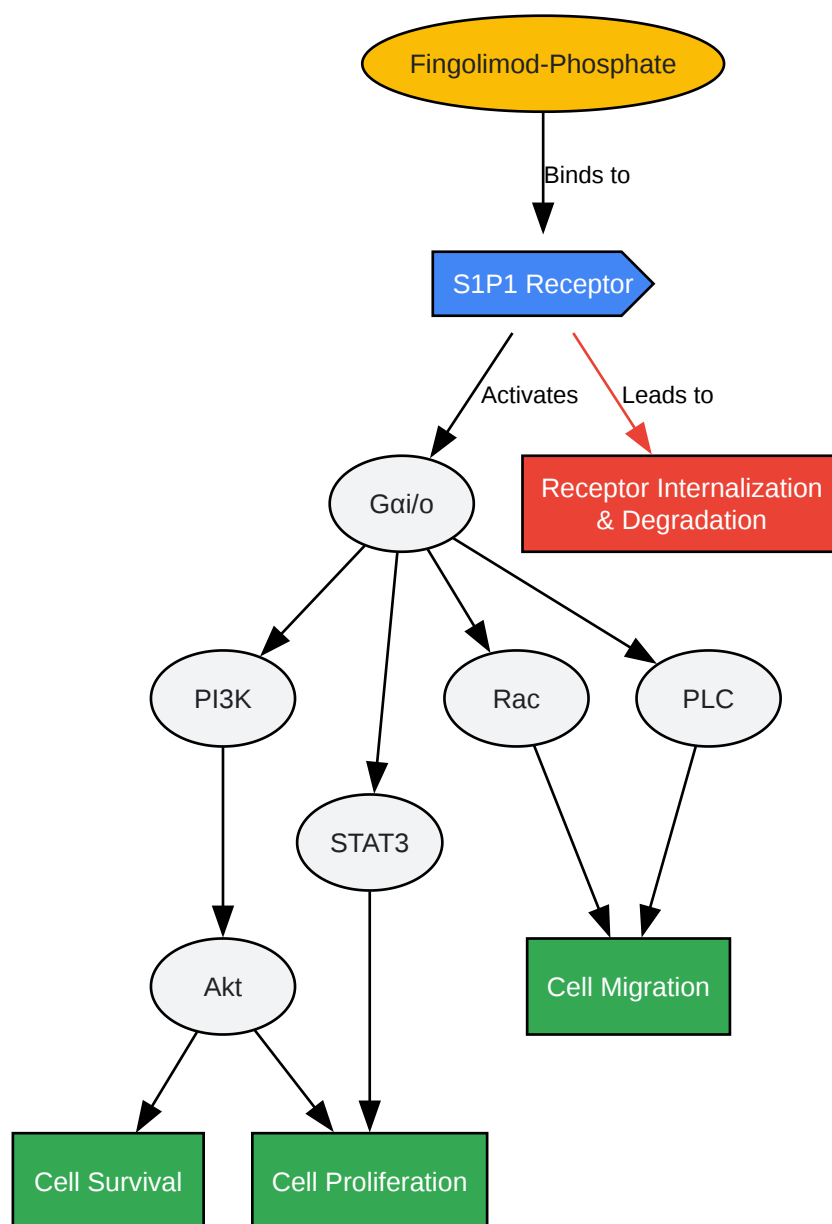 Fingolimod-Phosphate
Binds to
S1P1 Receptor
Activates
Leads to
Gαi/o
Receptor Internalization
& Degradation
PI3K
Rac
PLC
STAT3
Akt
Cell Migration
Cell Survival
Cell Proliferation